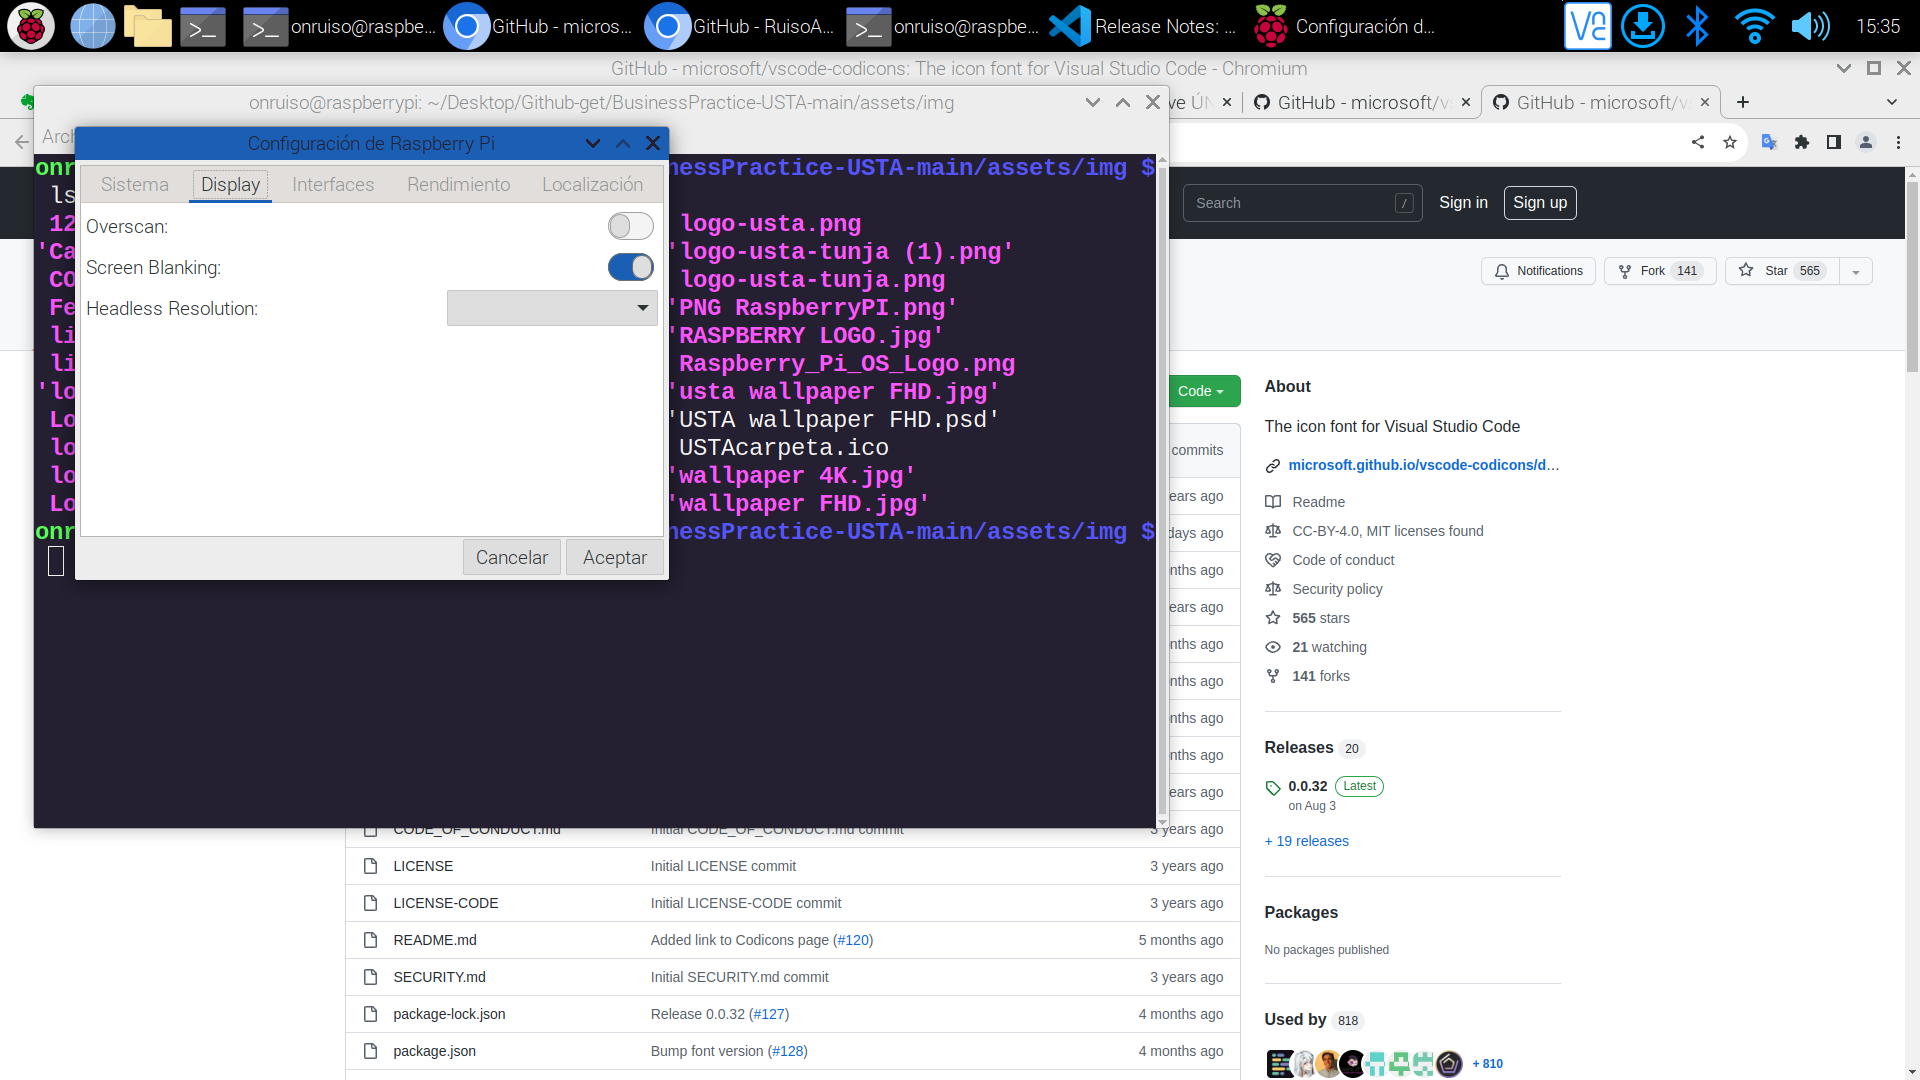 onruiso@raspbe...
GitHub - micros...
GitHub - RuisoA...
onruiso@raspbe...
Release Notes: ...
Configuración d...
15:35
GitHub - microsoft/vscode-codicons: The icon font for Visual Studio Code - Chromium
onruiso@raspberrypi: ~/Desktop/Github-get/BusinessPractice-USTA-main/assets/img
ve ÚN
GitHub - microsoft/vs
GitHub - microsoft/vs
Arch
Configuración de Raspberry Pi
Sistema
Display
Interfaces
Rendimiento
Localización
Overscan:
Screen Blanking:
Headless Resolution:
Cancelar
Aceptar
onr
nessPractice-USTA-main/assets/img $
ls
12
logo-usta.png
'Ca
'logo-usta-tunja (1).png'
CO
logo-usta-tunja.png
Fe
'PNG RaspberryPI.png'
li
'RASPBERRY LOGO.jpg'
li
Raspberry_Pi_OS_Logo.png
'lo
'usta wallpaper FHD.jpg'
Lo
'USTA wallpaper FHD.psd'
lo
USTAcarpeta.ico
lo
'wallpaper 4K.jpg'
Lo
'wallpaper FHD.jpg'
onr
nessPractice-USTA-main/assets/img $
Search
/
Sign in
Sign up
Notifications
Fork 141
Star 565
Code
commits
ears ago
days ago
nths ago
ears ago
nths ago
nths ago
nths ago
nths ago
ears ago
CODE_OF_CONDUCT.md
Initial CODE_OF_CONDUCT.md commit
3 years ago
LICENSE
Initial LICENSE commit
3 years ago
LICENSE-CODE
Initial LICENSE-CODE commit
3 years ago
README.md
Added link to Codicons page (#120)
5 months ago
SECURITY.md
Initial SECURITY.md commit
3 years ago
package-lock.json
Release 0.0.32 (#127)
4 months ago
package.json
Bump font version (#128)
4 months ago
About
The icon font for Visual Studio Code
microsoft.github.io/vscode-codicons/d...
Readme
CC-BY-4.0, MIT licenses found
Code of conduct
Security policy
565 stars
21 watching
141 forks
Releases 20
0.0.32 Latest
on Aug 3
+ 19 releases
Packages
No packages published
Used by 818
+ 810